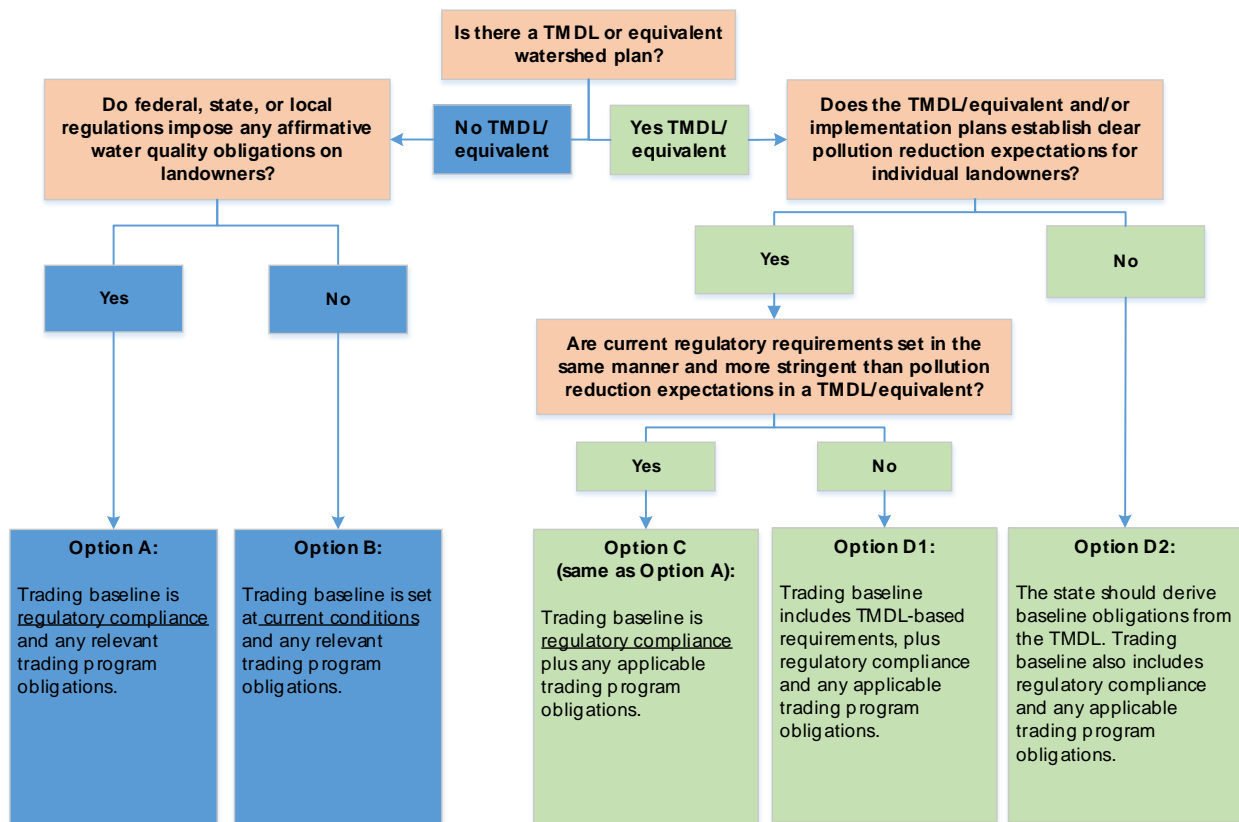 Is there a TMDL or equivalent
watershed plan?
Do federal, state, or local
regulations impose any affirmative
water quality obligations on
landowners?
No TMDL/
equivalent
Yes TMDL/
equivalent
Does the TMDL/equivalent and/or
implementation plans establish clear
pollution reduction expectations for
individual landowners?
Yes
No
Yes
No
Are current regulatory requirements set in the
same manner and more stringent than pollution
reduction expectations in a TMDL/equivalent?
Yes
No
Option A:
Trading baseline is
regulatory compliance
and any relevant
trading program
obligations.
Option B:
Trading baseline is set
at current conditions
and any relevant
trading program
obligations.
Option C
(same as Option A):
Trading baseline is
regulatory compliance
plus any applicable
trading program
obligations.
Option D1:
Trading baseline
includes TMDL-based
requirements, plus
regulatory compliance
and any applicable
trading program
obligations.
Option D2:
The state should derive
baseline obligations from
the TMDL. Trading
baseline also includes
regulatory compliance
and any applicable
trading program
obligations.